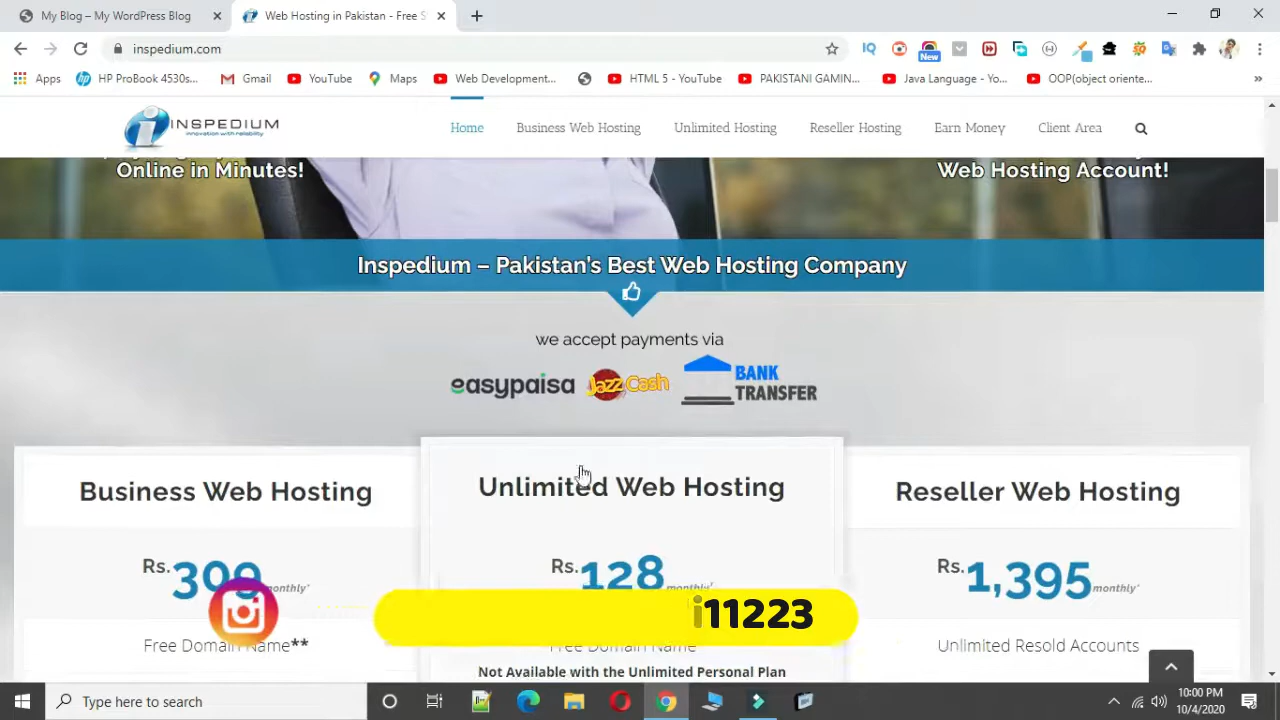 My Blog – My WordPress Blog
Web Hosting in Pakistan - Free S
inspedium.com
New
Apps
HP ProBook 4530s...
Gmail
YouTube
Maps
Web Development...
HTML 5 - YouTube
PAKISTANI GAMIN...
Java Language - Yo...
OOP(object oriente...
INSPEDIUM
innovation with reliability
Home
Business Web Hosting
Unlimited Hosting
Reseller Hosting
Earn Money
Client Area
Online in Minutes!
Web Hosting Account!
Inspedium – Pakistan's Best Web Hosting Company
we accept payments via
easypaisa
JazzCash
BANK TRANSFER
Business Web Hosting
Rs. 309 monthly*
Free Domain Name**
Unlimited Web Hosting
Rs. 128 monthly*
Free Domain Name
Not Available with the Unlimited Personal Plan
Reseller Web Hosting
Rs. 1,395 monthly*
Unlimited Resold Accounts
i11223
Type here to search
10:00 PM
10/4/2020